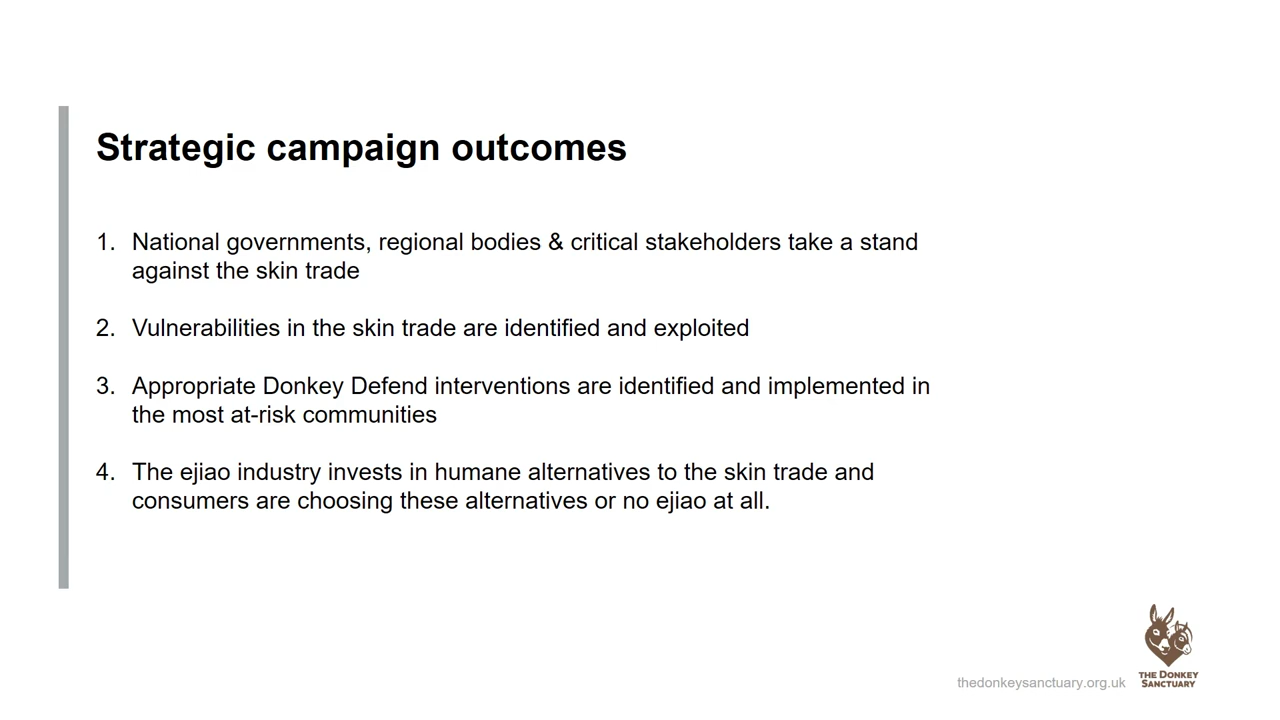 Strategic campaign outcomes
1. National governments, regional bodies & critical stakeholders take a stand
against the skin trade
2. Vulnerabilities in the skin trade are identified and exploited
3. Appropriate Donkey Defend interventions are identified and implemented in
the most at-risk communities
4. The ejiao industry invests in humane alternatives to the skin trade and
consumers are choosing these alternatives or no ejiao at all.
thedonkeysanctuary.org.uk
THE DONKEY
SANCTUARY